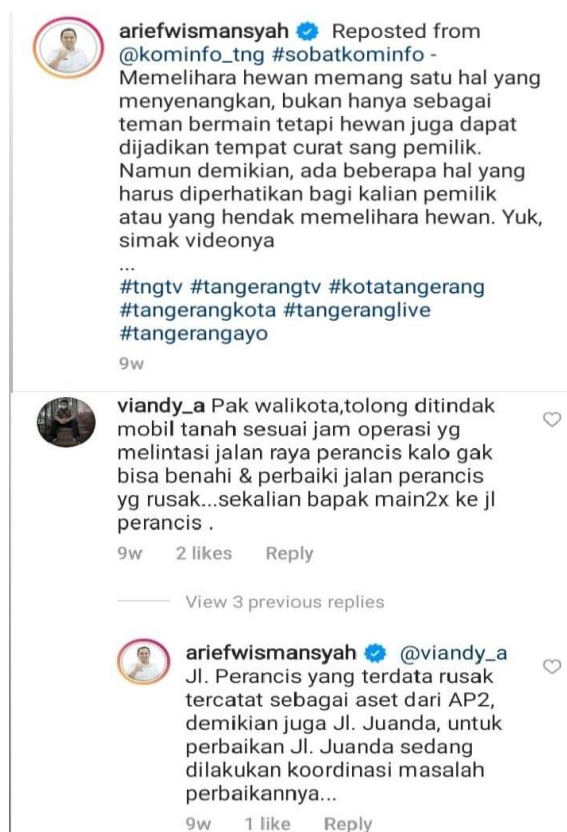 ariefwismansyah Reposted from
@kominfo_tng #sobatkominfo -
Memelihara hewan memang satu hal yang
menyenangkan, bukan hanya sebagai
teman bermain tetapi hewan juga dapat
dijadikan tempat curat sang pemilik.
Namun demikian, ada beberapa hal yang
harus diperhatikan bagi kalian pemilik
atau yang hendak memelihara hewan. Yuk,
simak videonya
...
#tngtv #tangerangtv #kotatangerang
#tangerangkota #tangeranglive
#tangerangayo
9w
viandy_a Pak walikota,tolong ditindak
mobil tanah sesuai jam operasi yg
melintasi jalan raya perancis kalo gak
bisa benahi & perbaiki jalan perancis
yg rusak...sekalian bapak main2x ke jl
perancis .
9w 2 likes Reply
View 3 previous replies
ariefwismansyah @viandy_a
Jl. Perancis yang terdata rusak
tercatat sebagai aset dari AP2,
demikian juga Jl. Juanda, untuk
perbaikan Jl. Juanda sedang
dilakukan koordinasi masalah
perbaikannya...
9w 1 like Reply